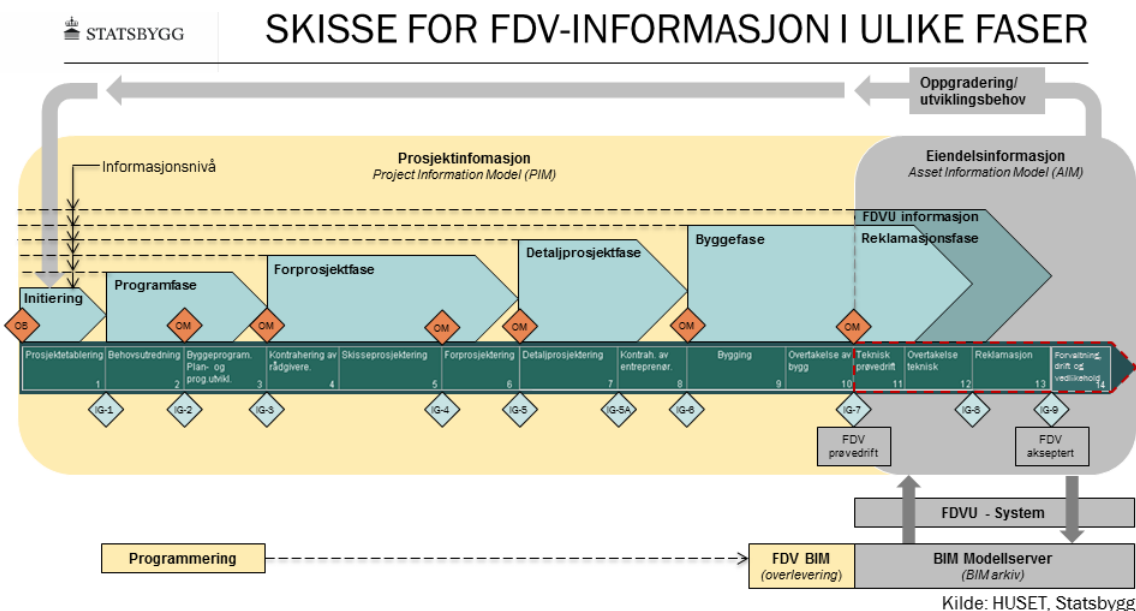 STATSBYGG
SKISSE FOR FDV-INFORMASJON I ULIKE FASER
Oppgradering/
utviklingsbehov
Informasjonsnivå
Prosjektinfomasjon
Project Information Model (PIM)
Eiendelsinformasjon
Asset Information Model (AIM)
FDVU informasjon
Reklamasjonsfase
Byggefase
Detaljprosjektfase
Forprosjektfase
Programfase
Initiering
OB
OM
OM
OM
OM
OM
OM
Prosjektetablering
1
Behovsutredning
2
Byggeprogram.
Plan- og
prog.utvikl.
3
Kontrahering av
rådgivere.
4
Skisseprosjektering
5
Forprosjektering
6
Detaljprosjektering
7
Kontrah. av
entreprenør.
8
Bygging
9
Overtakelse av
bygg
10
Teknisk
prøvedrift
11
Overtakelse
teknisk
12
Reklamasjon
13
Forvaltning,
drift og
vedlikehold
14
IG-1
IG-2
IG-3
IG-4
IG-5
IG-5A
IG-6
IG-7
IG-8
IG-9
FDV
prøvedrift
FDV
akseptert
FDVU - System
Programmering
FDV BIM
(overlevering)
BIM Modellserver
(BIM arkiv)
Kilde: HUSET, Statsbygg